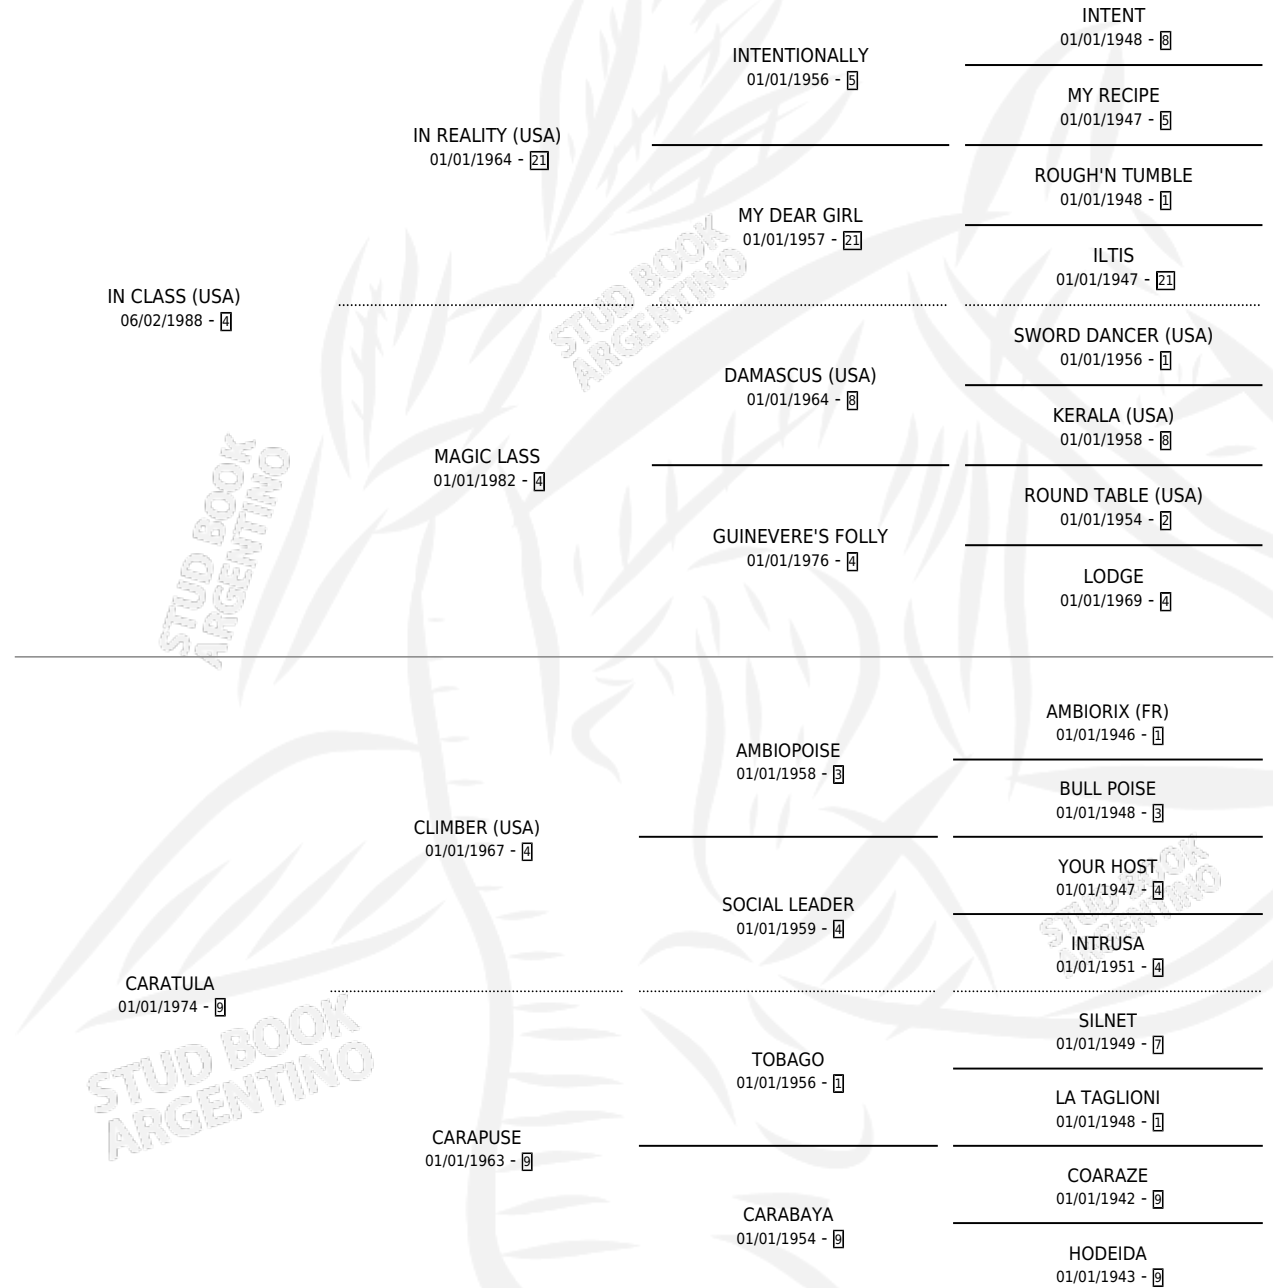 INTENT
01/01/1948 - 8
INTENTIONALLY
01/01/1956 - 5
MY RECIPE
01/01/1947 - 5
IN REALITY (USA)
01/01/1964 - 21
ROUGH'N TUMBLE
01/01/1948 - 1
MY DEAR GIRL
01/01/1957 - 21
ILTIS
01/01/1947 - 21
IN CLASS (USA)
06/02/1988 - 4
SWORD DANCER (USA)
01/01/1956 - 1
DAMASCUS (USA)
01/01/1964 - 8
KERALA (USA)
01/01/1958 - 8
MAGIC LASS
01/01/1982 - 4
ROUND TABLE (USA)
01/01/1954 - 2
GUINEVERE'S FOLLY
01/01/1976 - 4
LODGE
01/01/1969 - 4
AMBIORIX (FR)
01/01/1946 - 1
AMBIOPOISE
01/01/1958 - 3
BULL POISE
01/01/1948 - 3
CLIMBER (USA)
01/01/1967 - 4
YOUR HOST
01/01/1947 - 4
SOCIAL LEADER
01/01/1959 - 4
INTRUSA
01/01/1951 - 4
CARATULA
01/01/1974 - 9
SILNET
01/01/1949 - 7
TOBAGO
01/01/1956 - 1
LA TAGLIONI
01/01/1948 - 1
CARAPUSE
01/01/1963 - 9
COARAZE
01/01/1942 - 9
CARABAYA
01/01/1954 - 9
HODEIDA
01/01/1943 - 9
STUD BOOK
ARGENTINO
STUD BOOK
ARGENTINO
STUD BOOK
ARGENTINO
STUD BOOK
ARGENTINO